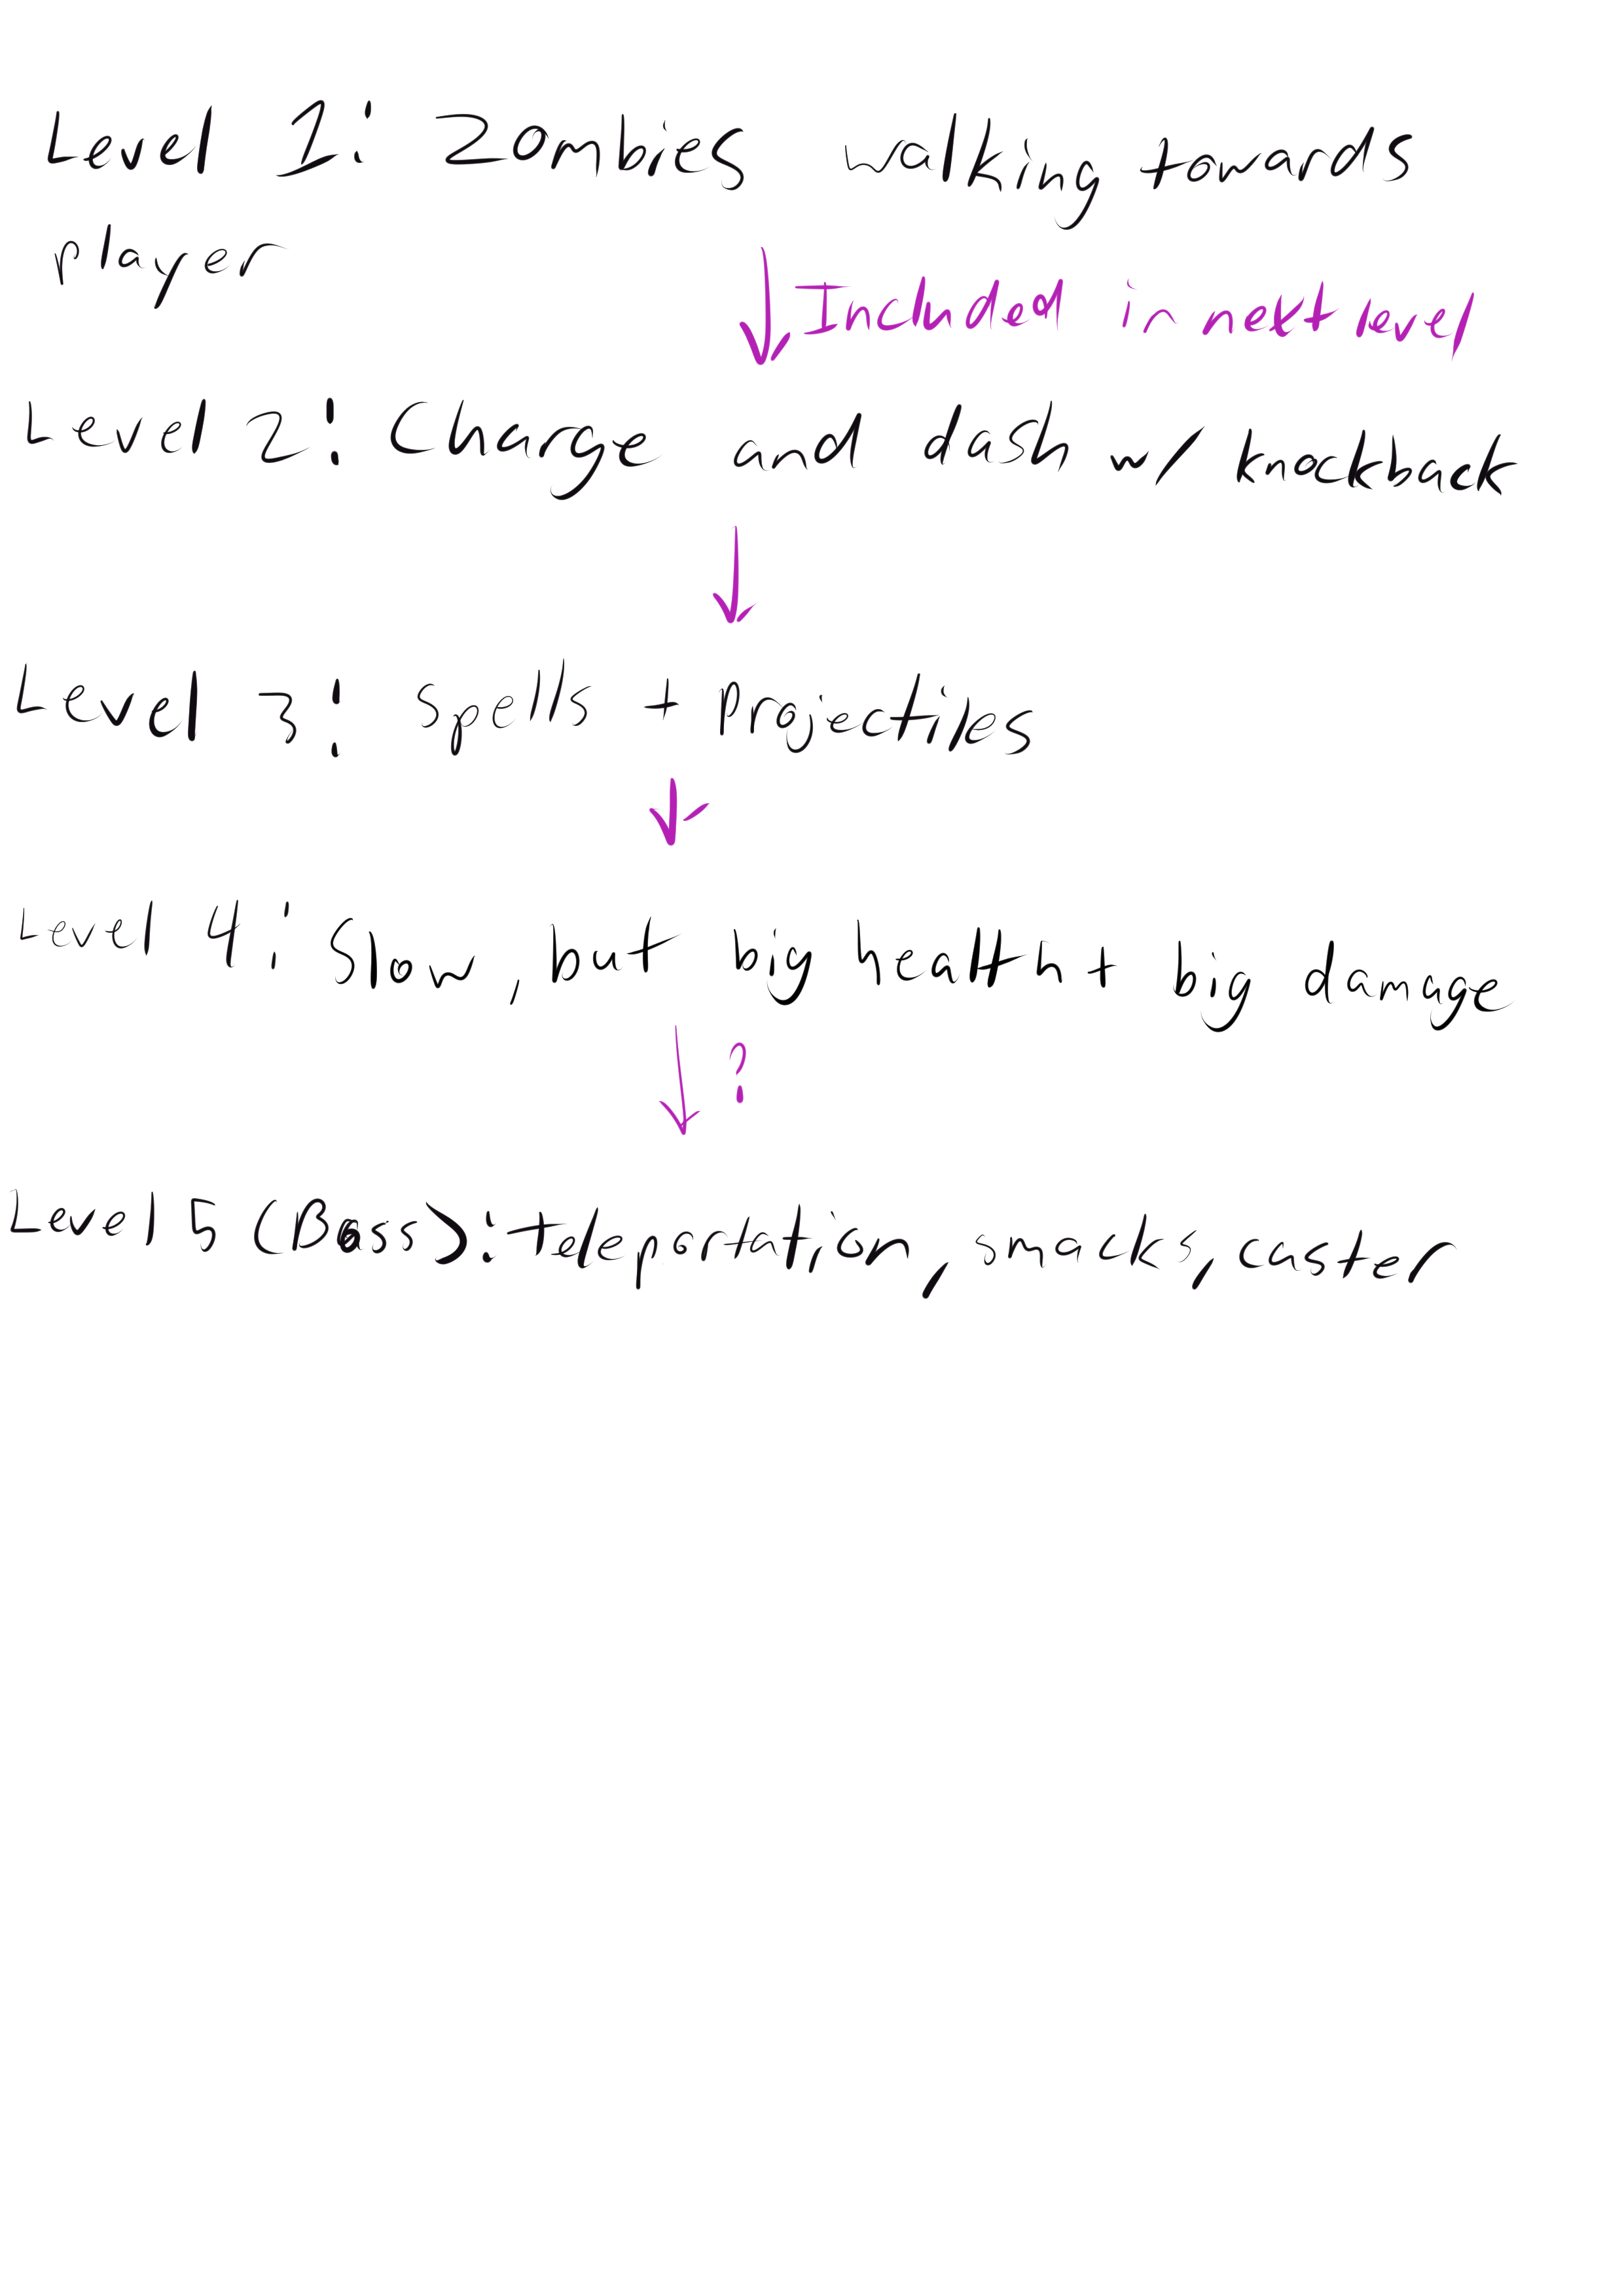 Level 1: Zombies walking towards
player
Included in next level
Level 2: Charge and dash w/ knockback
Level 3: Spells + Projectiles
Level 4: Slow, but big health + big damage
?
Level 5 (Boss): teleportation, smacks, caster